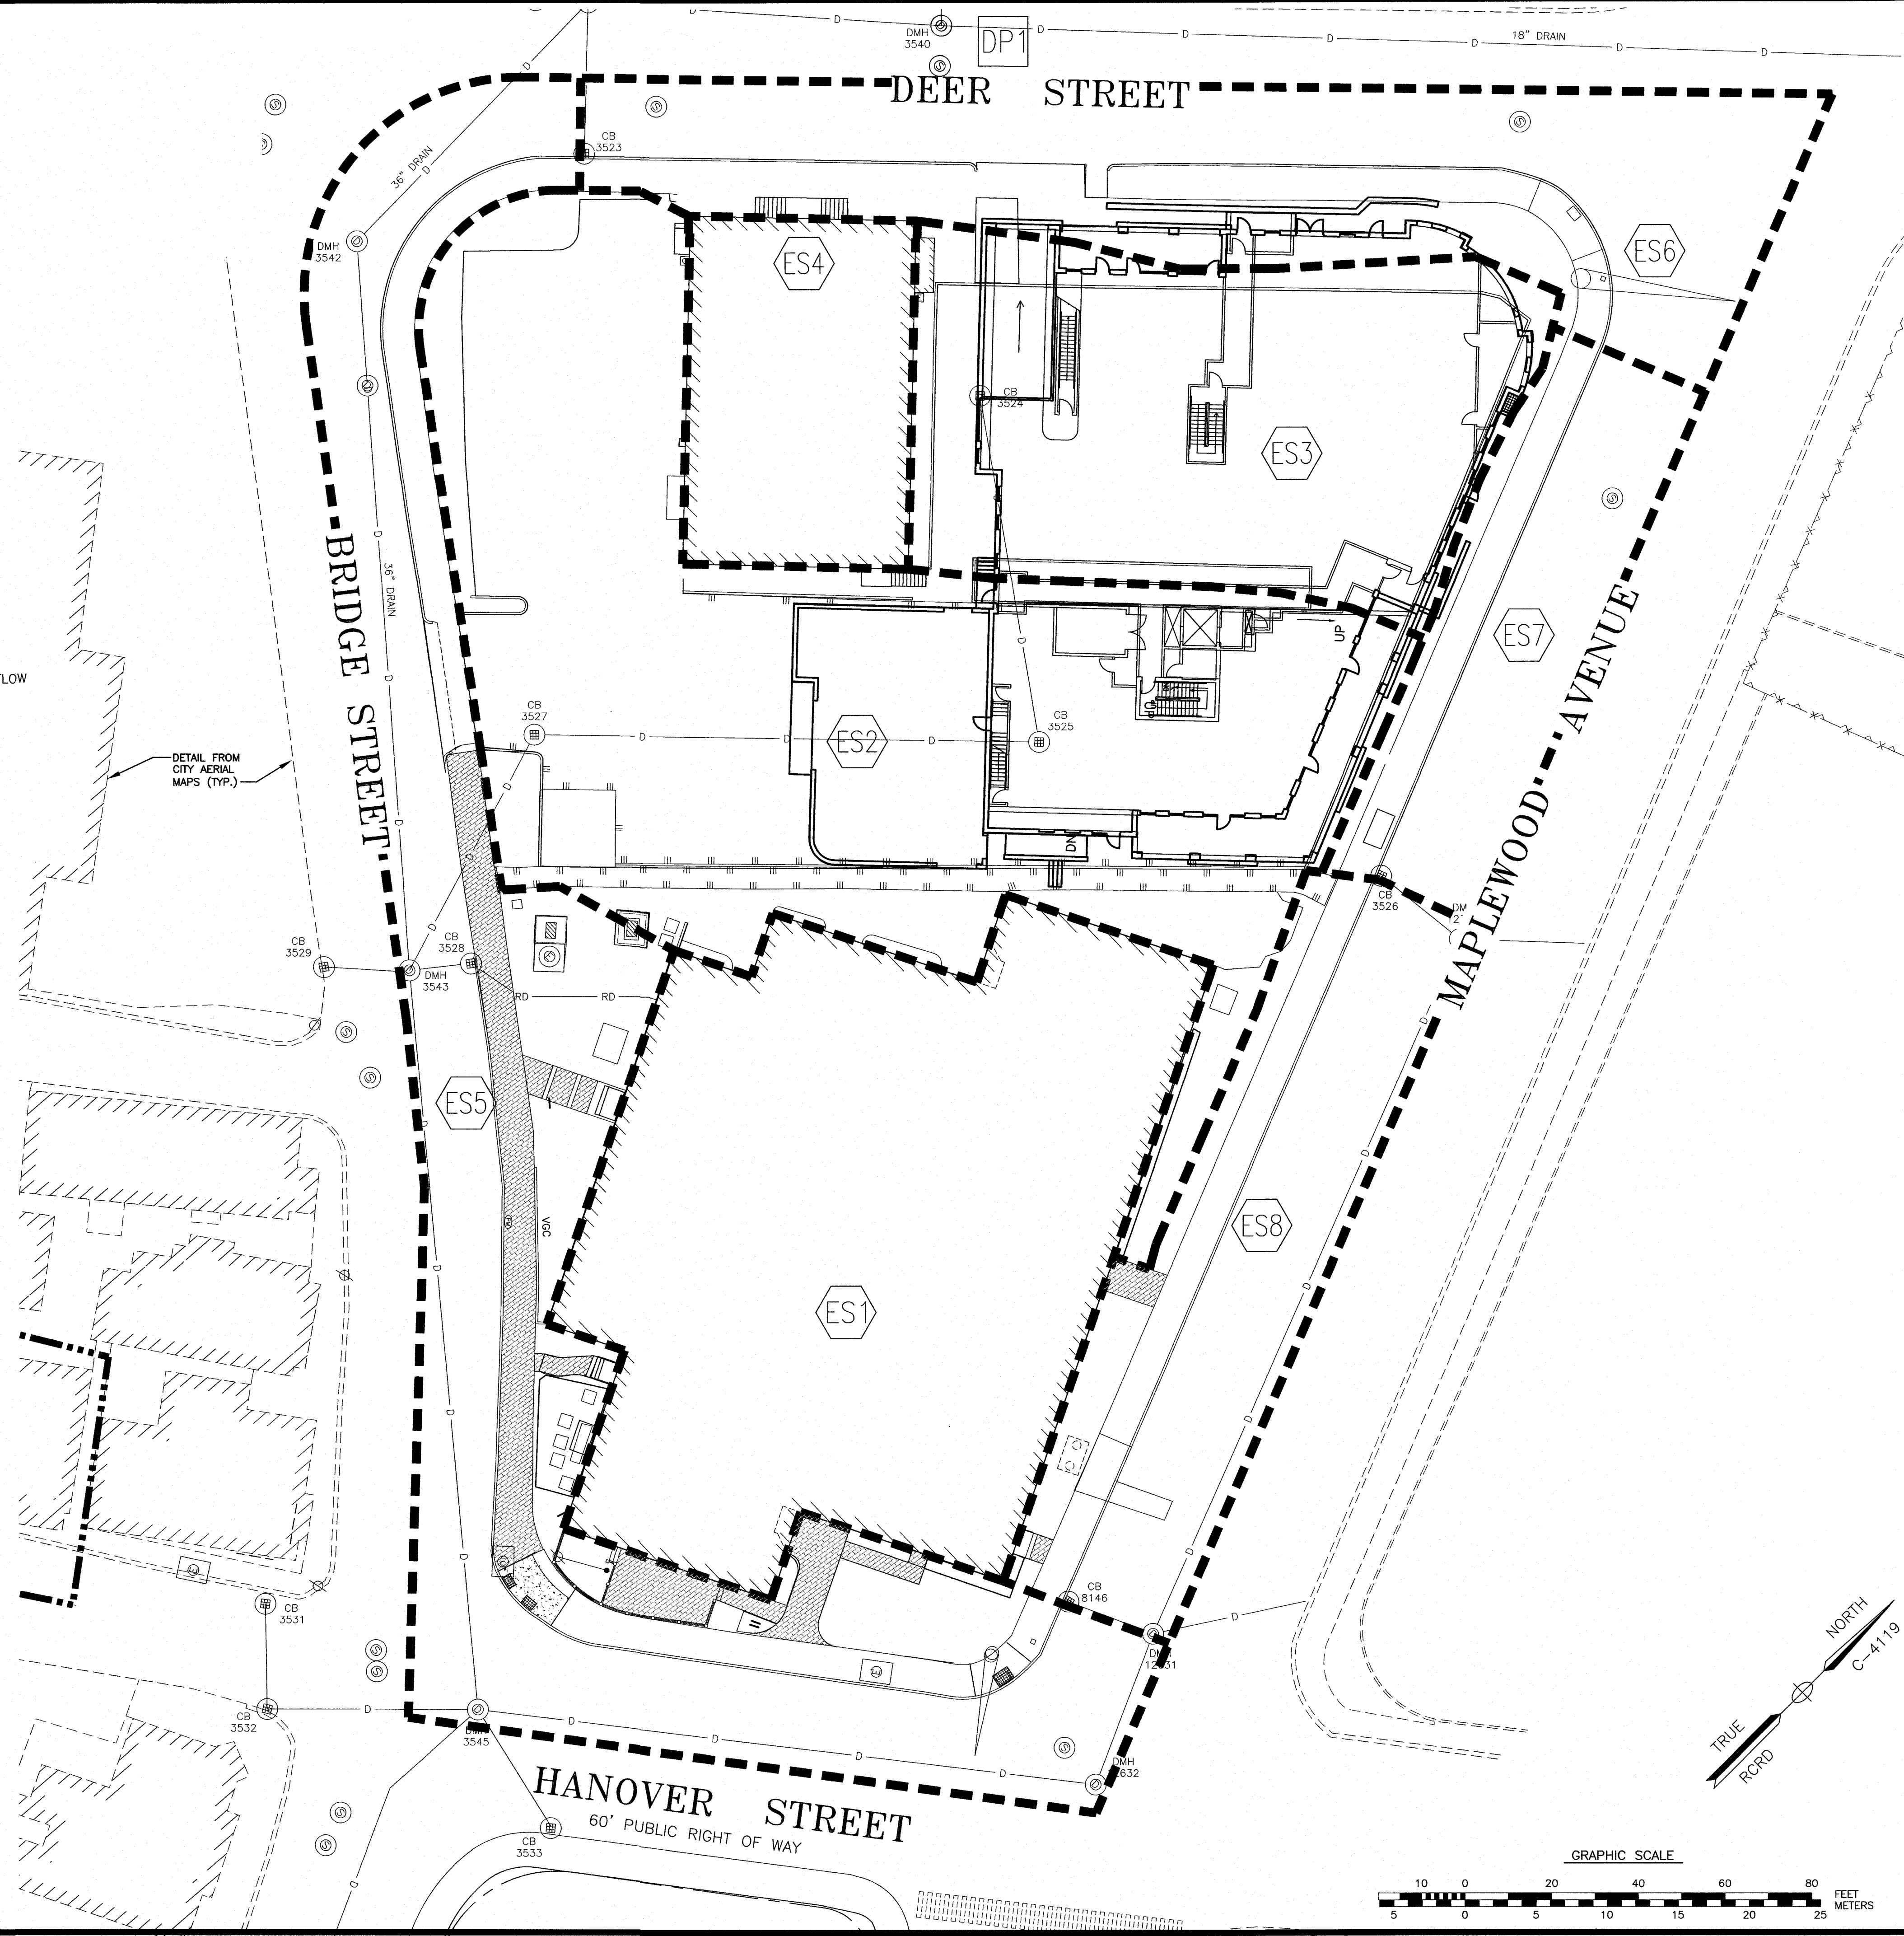 DMH
3540
DP1
18" DRAIN
DEER STREET
CB
3523
36" DRAIN
DMH
3542
ES4
ES6
CB
3524
ES3
BRIDGE STREET
36" DRAIN
ES7
MAPLEWOOD AVENUE
UP
UP
CB
3527
ES2
CB
3525
DETAIL FROM
CITY AERIAL
MAPS (TYP.)
DN
CB
3526
CB
3529
CB
3528
DMH
3543
RD
RD
ES5
VGC
ES8
ES1
CB
8146
CB
3531
CB
3532
3545
HANOVER STREET
60' PUBLIC RIGHT OF WAY
DMH
CB
3533
NORTH
C-4119
TRUE
RCRD
GRAPHIC SCALE
10 0 20 40 60 80
FEET
METERS
5 0 5 10 15 20 25